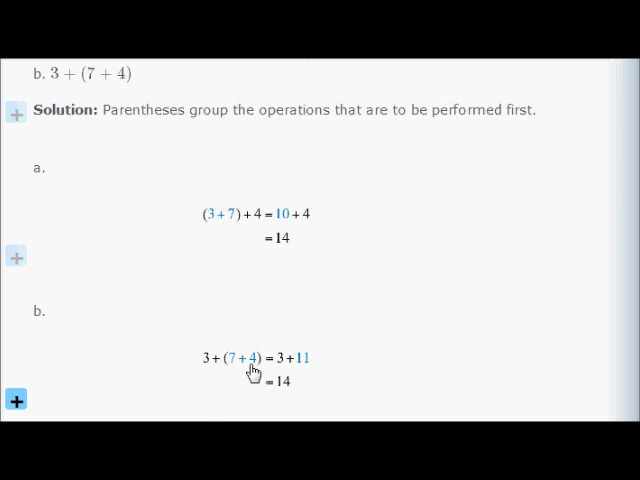 b. 3 + (7 + 4)
Solution: Parentheses group the operations that are to be performed first.
a.
(3 + 7) + 4 = 10 + 4
= 14
b.
3 + (7 + 4) = 3 + 11
= 14